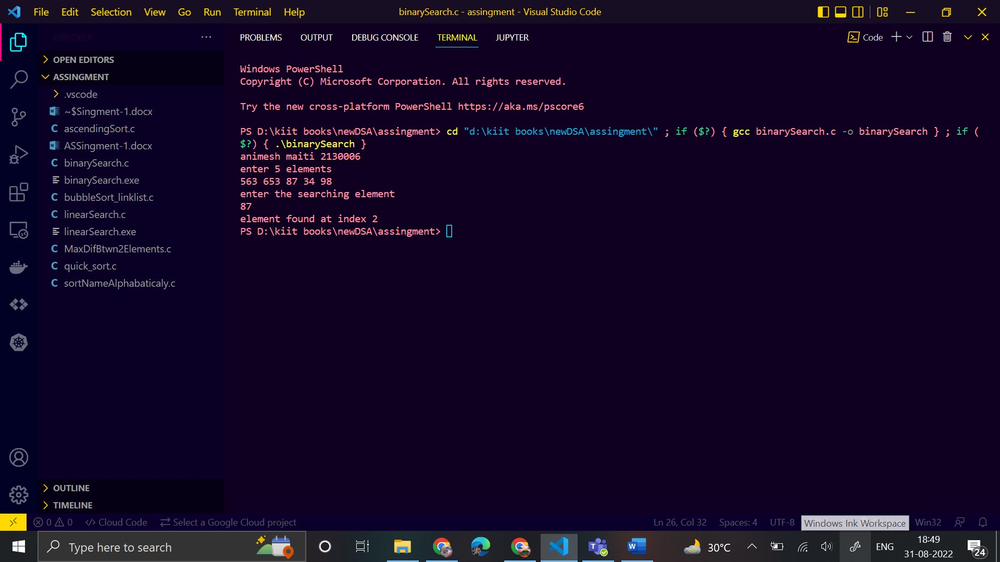 File Edit Selection View Go Run Terminal Help
binarySearch.c - assingment - Visual Studio Code
EXPLORER
OPEN EDITORS
ASSINGMENT
.vscode
~$Singment-1.docx
ascendingSort.c
ASSingment-1.docx
binarySearch.c
binarySearch.exe
bubbleSort_linklist.c
linearSearch.c
linearSearch.exe
MaxDifBtwn2Elements.c
quick_sort.c
sortNameAlphabaticaly.c
OUTLINE
TIMELINE
PROBLEMS OUTPUT DEBUG CONSOLE TERMINAL JUPYTER
Code
Windows PowerShell
Copyright (C) Microsoft Corporation. All rights reserved.
Try the new cross-platform PowerShell https://aka.ms/pscore6
PS D:\kiit books\newDSA\assingment> cd "d:\kiit books\newDSA\assingment\" ; if ($?) { gcc binarySearch.c -o binarySearch } ; if (
$?) { .\binarySearch }
animesh maiti 2130006
enter 5 elements
563 653 87 34 98
enter the searching element
87
element found at index 2
PS D:\kiit books\newDSA\assingment>
0 0 Cloud Code Select a Google Cloud project
Ln 26, Col 32 Spaces: 4 UTF-8 Windows Ink Workspace Win32
Type here to search
30°C
ENG
18:49
31-08-2022
24